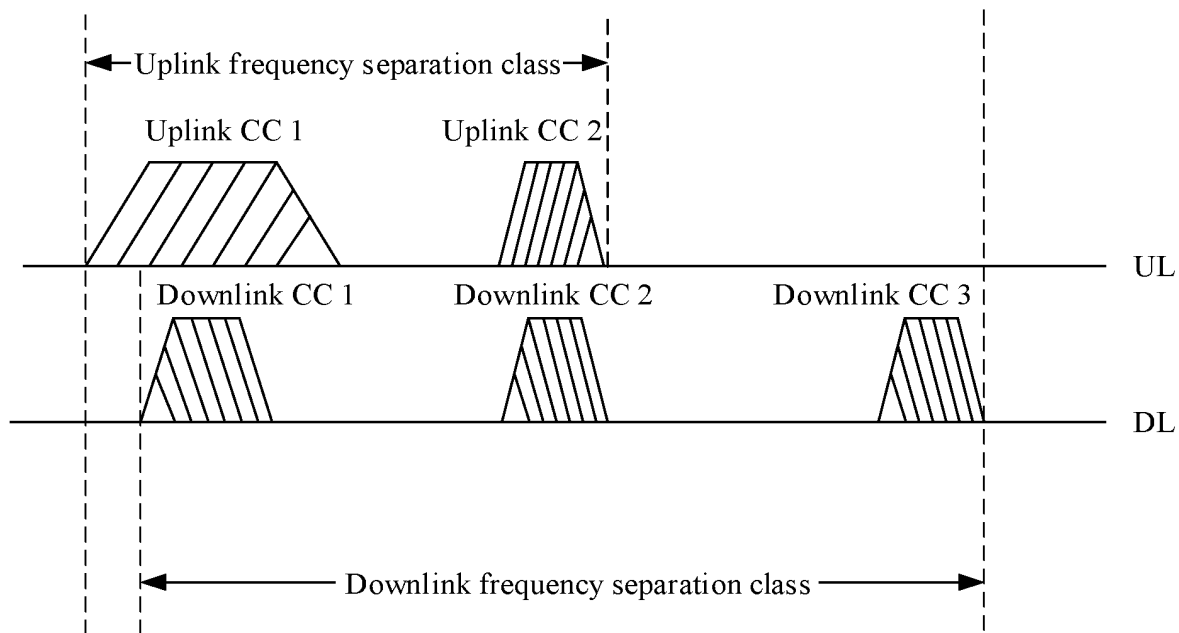 Uplink frequency separation class
Uplink CC 1
Uplink CC 2
UL
Downlink CC 1
Downlink CC 2
Downlink CC 3
DL
Downlink frequency separation class